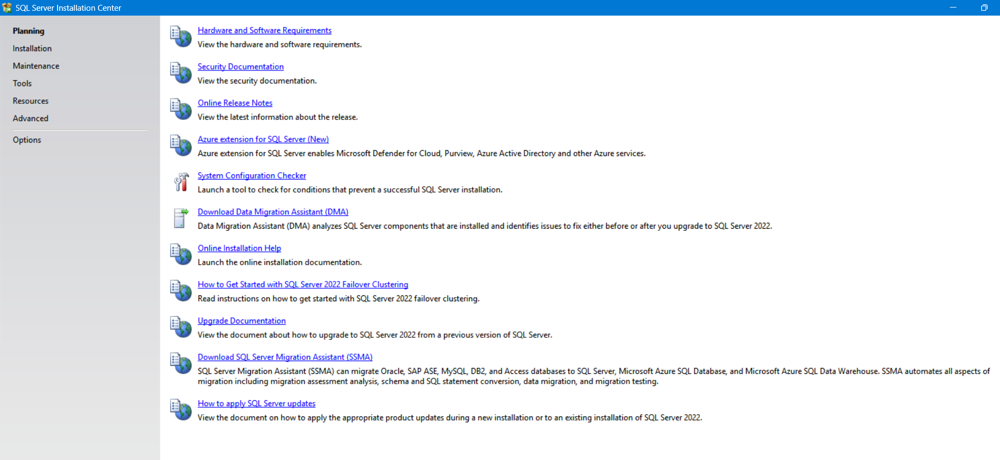 SQL Server Installation Center
Planning
Installation
Maintenance
Tools
Resources
Advanced
Options
Hardware and Software Requirements
View the hardware and software requirements.
Security Documentation
View the security documentation.
Online Release Notes
View the latest information about the release.
Azure extension for SQL Server (New)
Azure extension for SQL Server enables Microsoft Defender for Cloud, Purview, Azure Active Directory and other Azure services.
System Configuration Checker
Launch a tool to check for conditions that prevent a successful SQL Server installation.
Download Data Migration Assistant (DMA)
Data Migration Assistant (DMA) analyzes SQL Server components that are installed and identifies issues to fix either before or after you upgrade to SQL Server 2022.
Online Installation Help
Launch the online installation documentation.
How to Get Started with SQL Server 2022 Failover Clustering
Read instructions on how to get started with SQL Server 2022 failover clustering.
Upgrade Documentation
View the document about how to upgrade to SQL Server 2022 from a previous version of SQL Server.
Download SQL Server Migration Assistant (SSMA)
SQL Server Migration Assistant (SSMA) can migrate Oracle, SAP ASE, MySQL, DB2, and Access databases to SQL Server, Microsoft Azure SQL Database, and Microsoft Azure SQL Data Warehouse. SSMA automates all aspects of
migration including migration assessment analysis, schema and SQL statement conversion, data migration, and migration testing.
How to apply SQL Server updates
View the document on how to apply the appropriate product updates during a new installation or to an existing installation of SQL Server 2022.